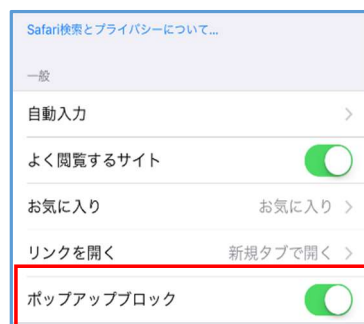 Safari検索とプライバシーについて...
一般
自動入力
よく閲覧するサイト
お気に入り お気に入り
リンクを開く 新規タブで開く
ポップアップブロック